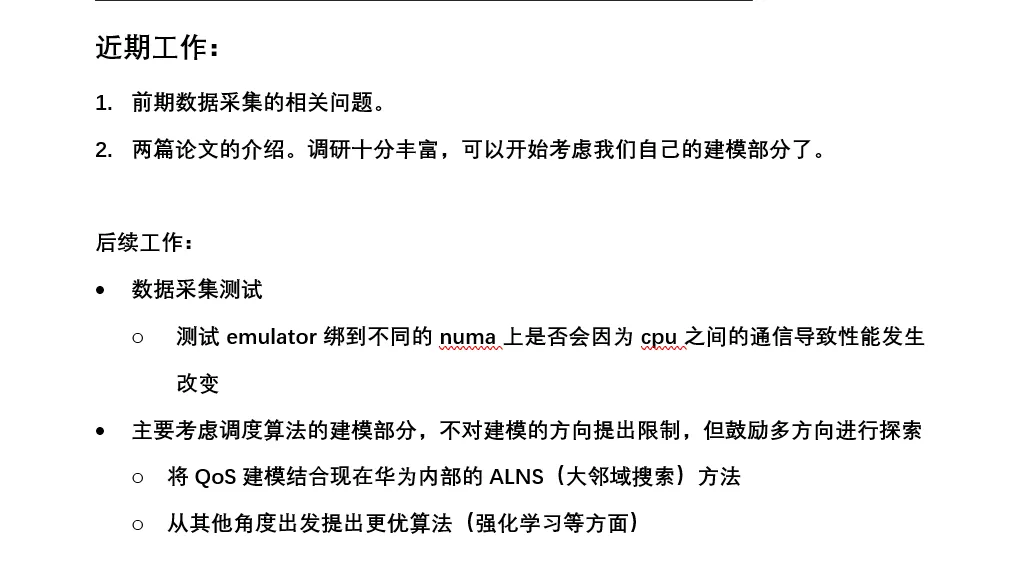 近期工作：
1. 前期数据采集的相关问题。
2. 两篇论文的介绍。调研十分丰富，可以开始考虑我们自己的建模部分了。
后续工作：
• 数据采集测试
○ 测试 emulator 绑到不同的 numa 上是否会因为 cpu 之间的通信导致性能发生
改变
• 主要考虑调度算法的建模部分，不对建模的方向提出限制，但鼓励多方向进行探索
○ 将 QoS 建模结合现在华为内部的 ALNS（大邻域搜索）方法
○ 从其他角度出发提出更优算法（强化学习等方面）